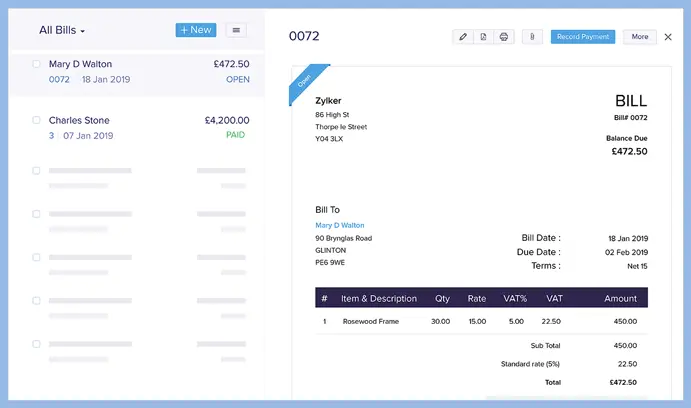 All Bills
+ New
Mary D Walton £472.50
0072 18 Jan 2019 OPEN
Charles Stone £4,200.00
3 07 Jan 2019 PAID
0072
Record Payment
More
Open
Zylker
86 High St
Thorpe le Street
Y04 3LX
BILL
Bill# 0072
Balance Due
£472.50
Bill To
Mary D Walton
90 Brynglas Road
GLINTON
PE6 9WE
Bill Date : 18 Jan 2019
Due Date : 02 Feb 2019
Terms : Net 15
# Item & Description Qty Rate VAT% VAT Amount
1 Rosewood Frame 30.00 15.00 5.00 22.50 450.00
Sub Total 450.00
Standard rate (5%) 22.50
Total £472.50